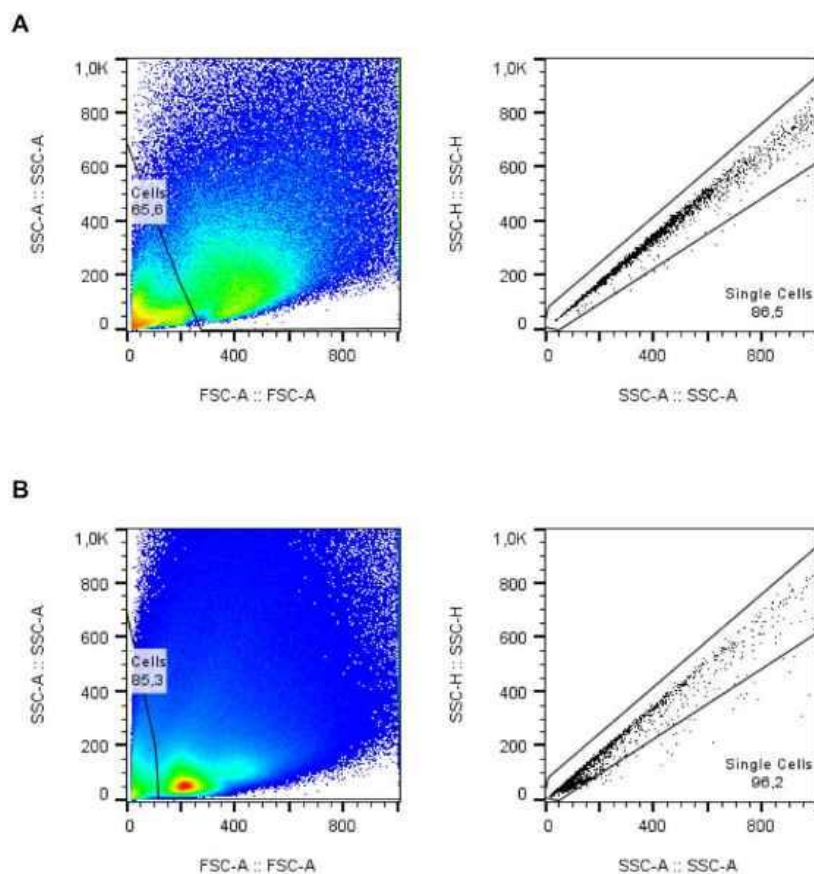 A
1,0K
800
600
400
200
0
SSC-A :: SSC-A
Cells
65,6
0
400
800
FSC-A :: FSC-A
1,0K
800
600
400
200
0
SSC-H :: SSC-H
Single Cells
96,5
0
400
800
SSC-A :: SSC-A
B
1,0K
800
600
400
200
0
SSC-A :: SSC-A
Cells
85,3
0
400
800
FSC-A :: FSC-A
1,0K
800
600
400
200
0
SSC-H :: SSC-H
Single Cells
96,2
0
400
800
SSC-A :: SSC-A